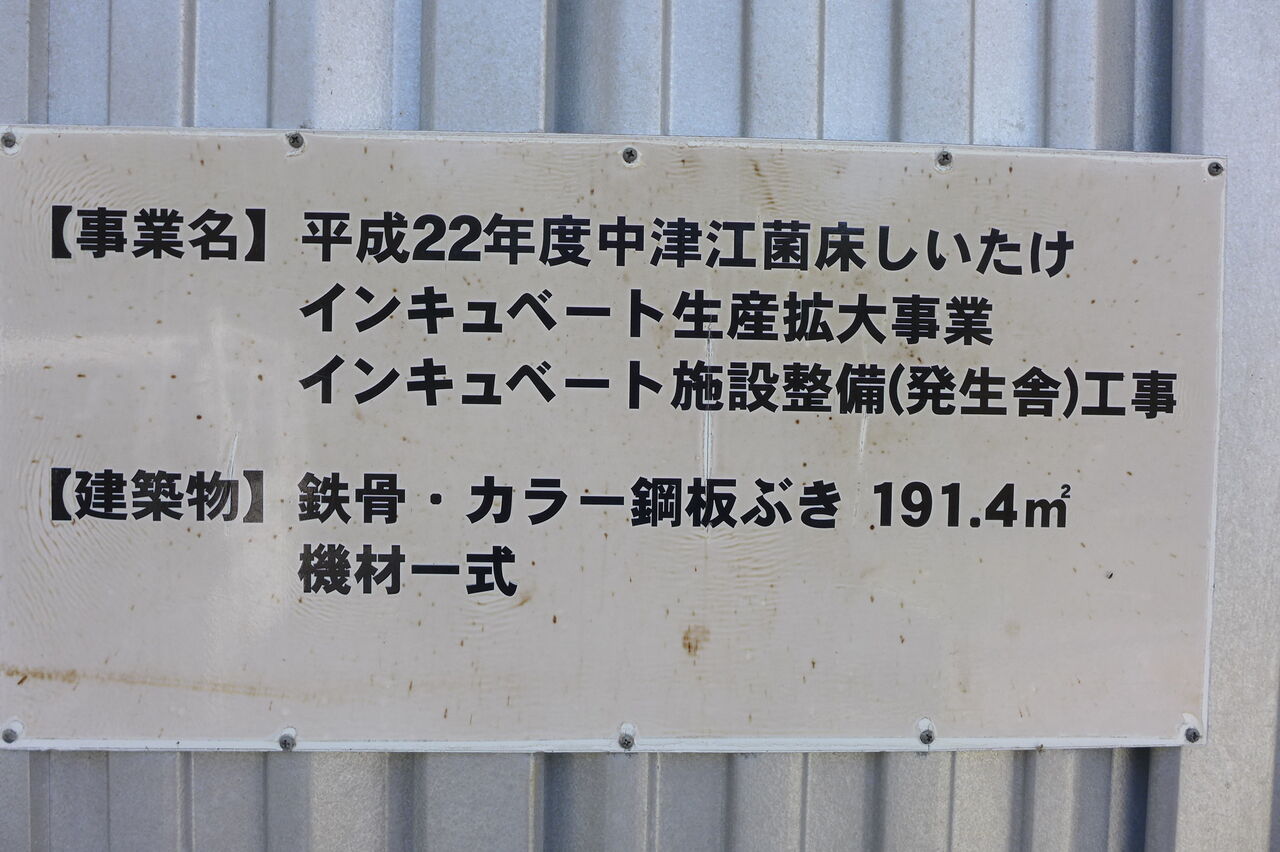 【事業名】 平成22年度中津江菌床しいたけ
インキュベート生産拡大事業
インキュベート施設整備(発生舎)工事
【建築物】 鉄骨・カラー鋼板ぶき 191.4㎡
機材一式